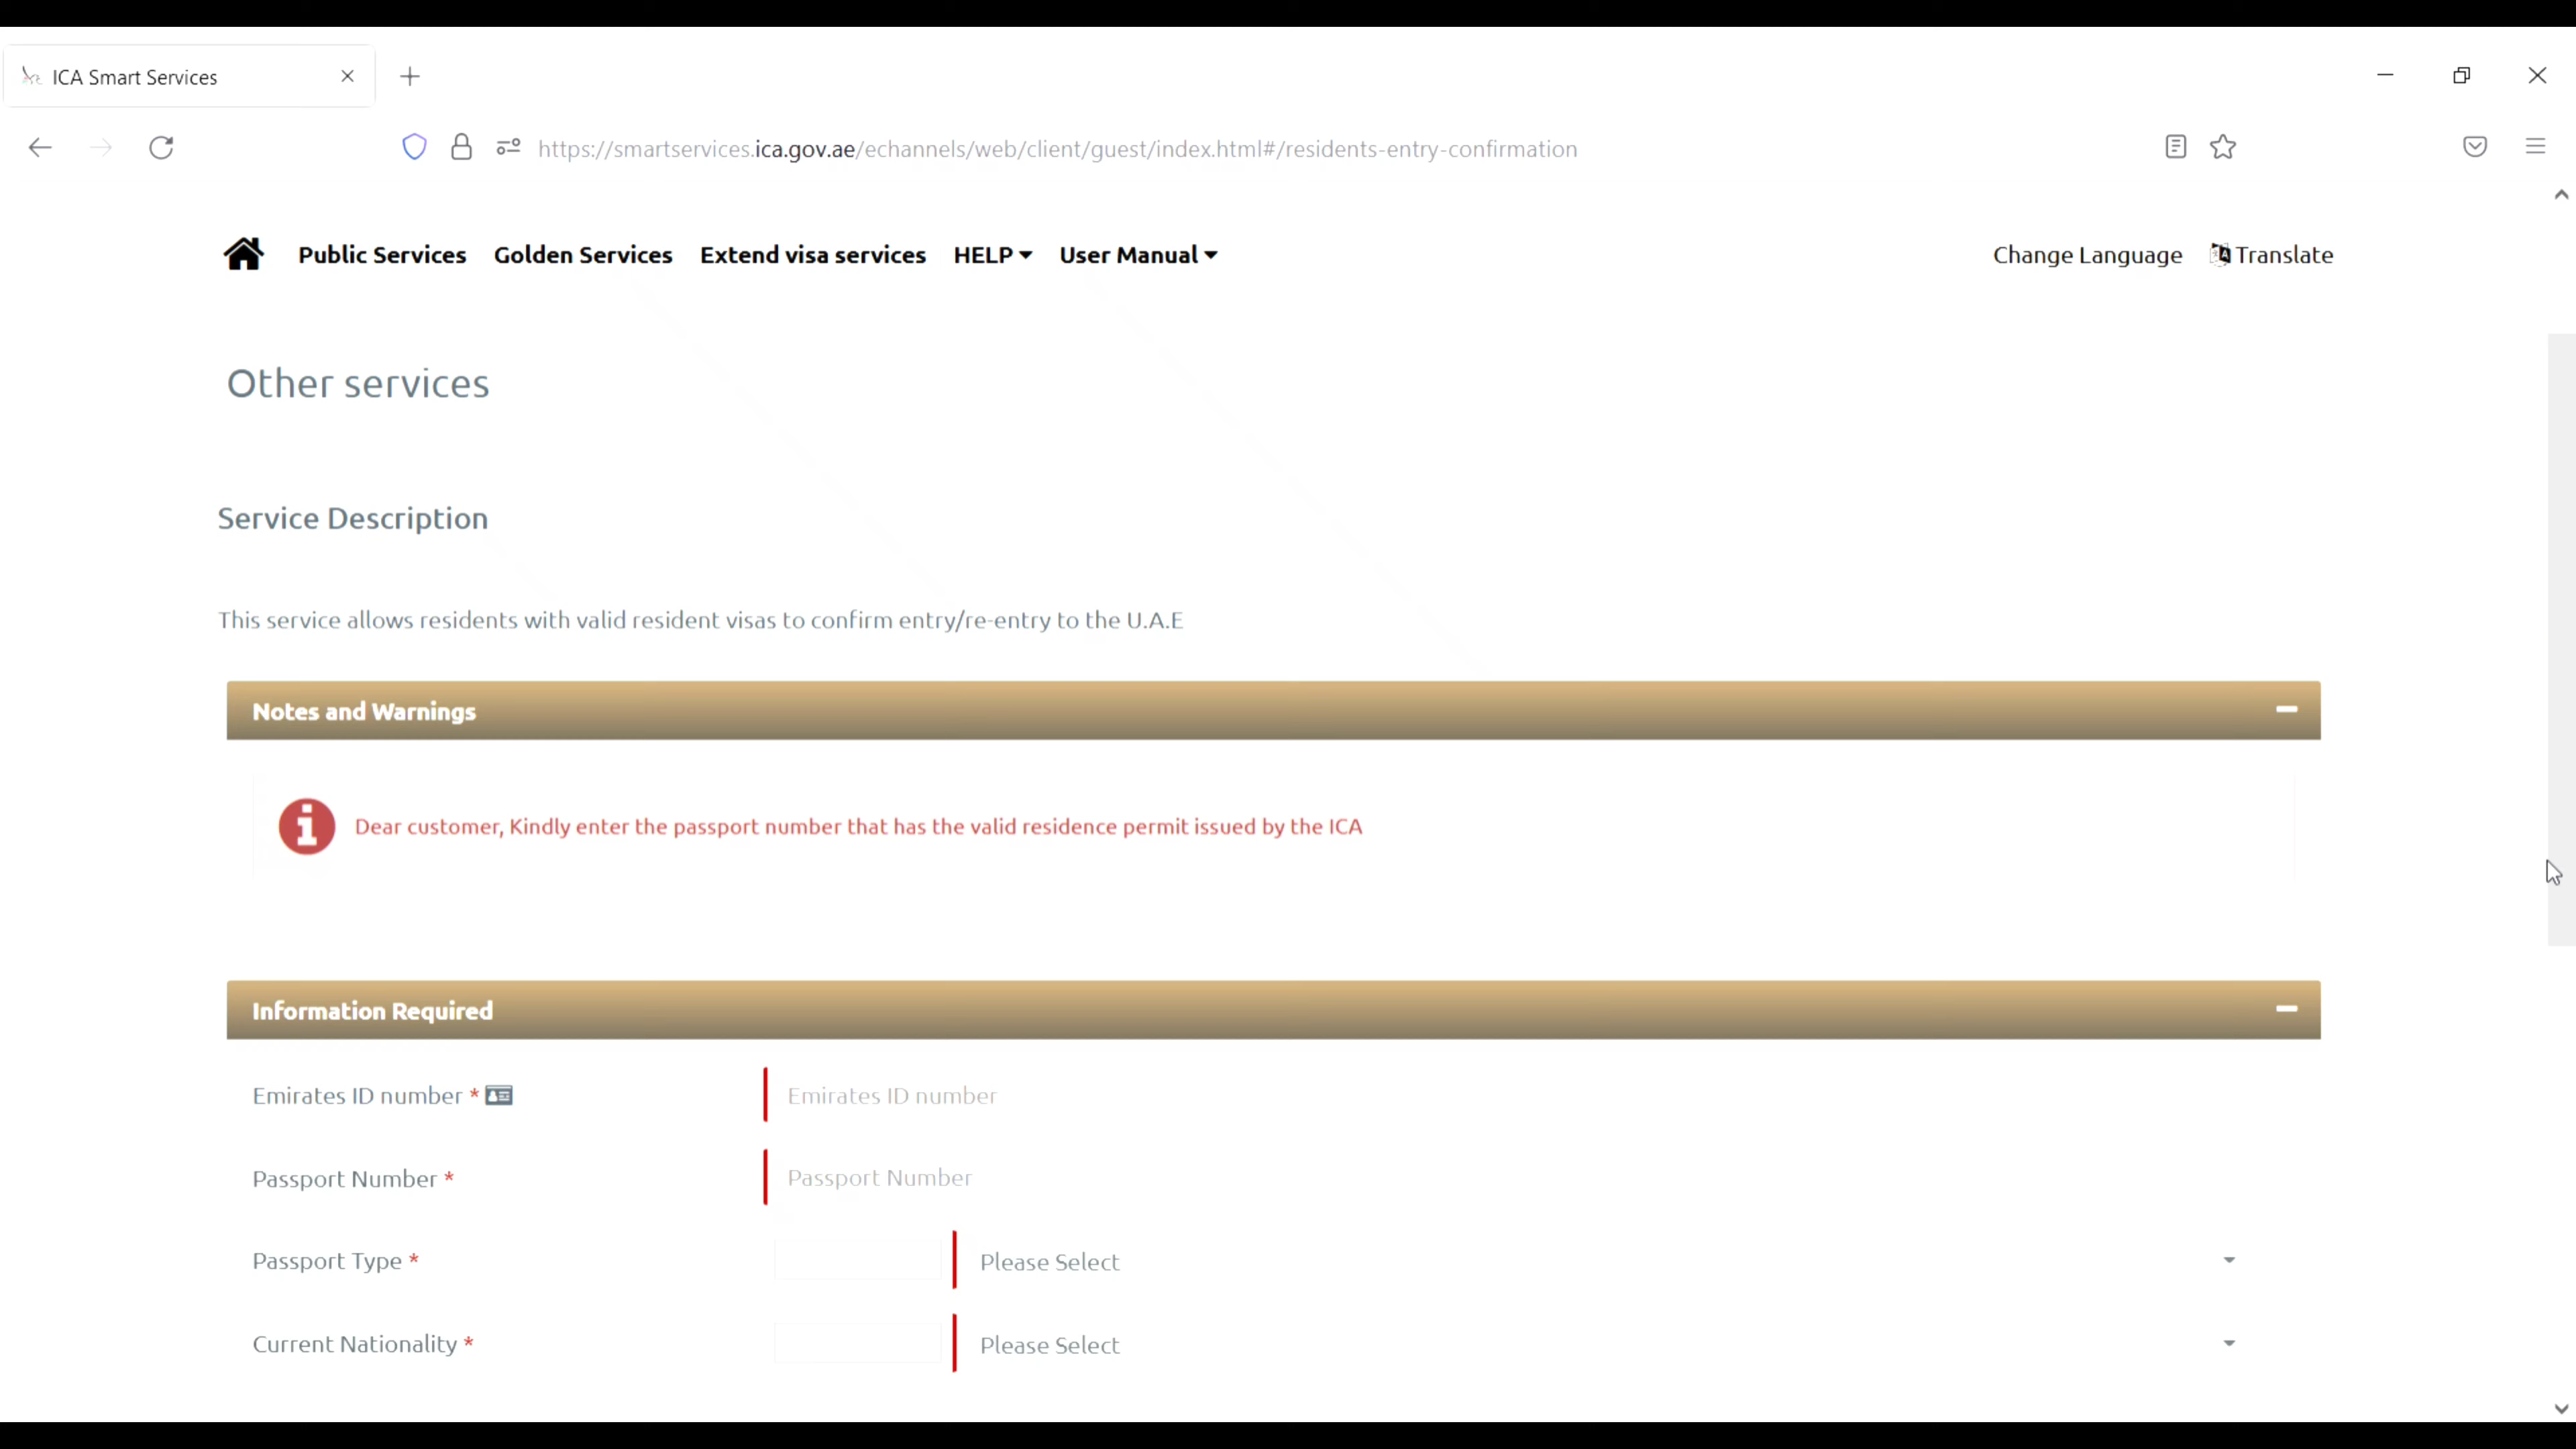 ICA Smart Services
https://smartservices.ica.gov.ae/echannels/web/client/guest/index.html#/residents-entry-confirmation
Public Services Golden Services Extend visa services HELP User Manual Change Language Translate
Other services
Service Description
This service allows residents with valid resident visas to confirm entry/re-entry to the U.A.E
Notes and Warnings
Dear customer, Kindly enter the passport number that has the valid residence permit issued by the ICA
Information Required
Emirates ID number * Emirates ID number
Passport Number * Passport Number
Passport Type * Please Select
Current Nationality * Please Select